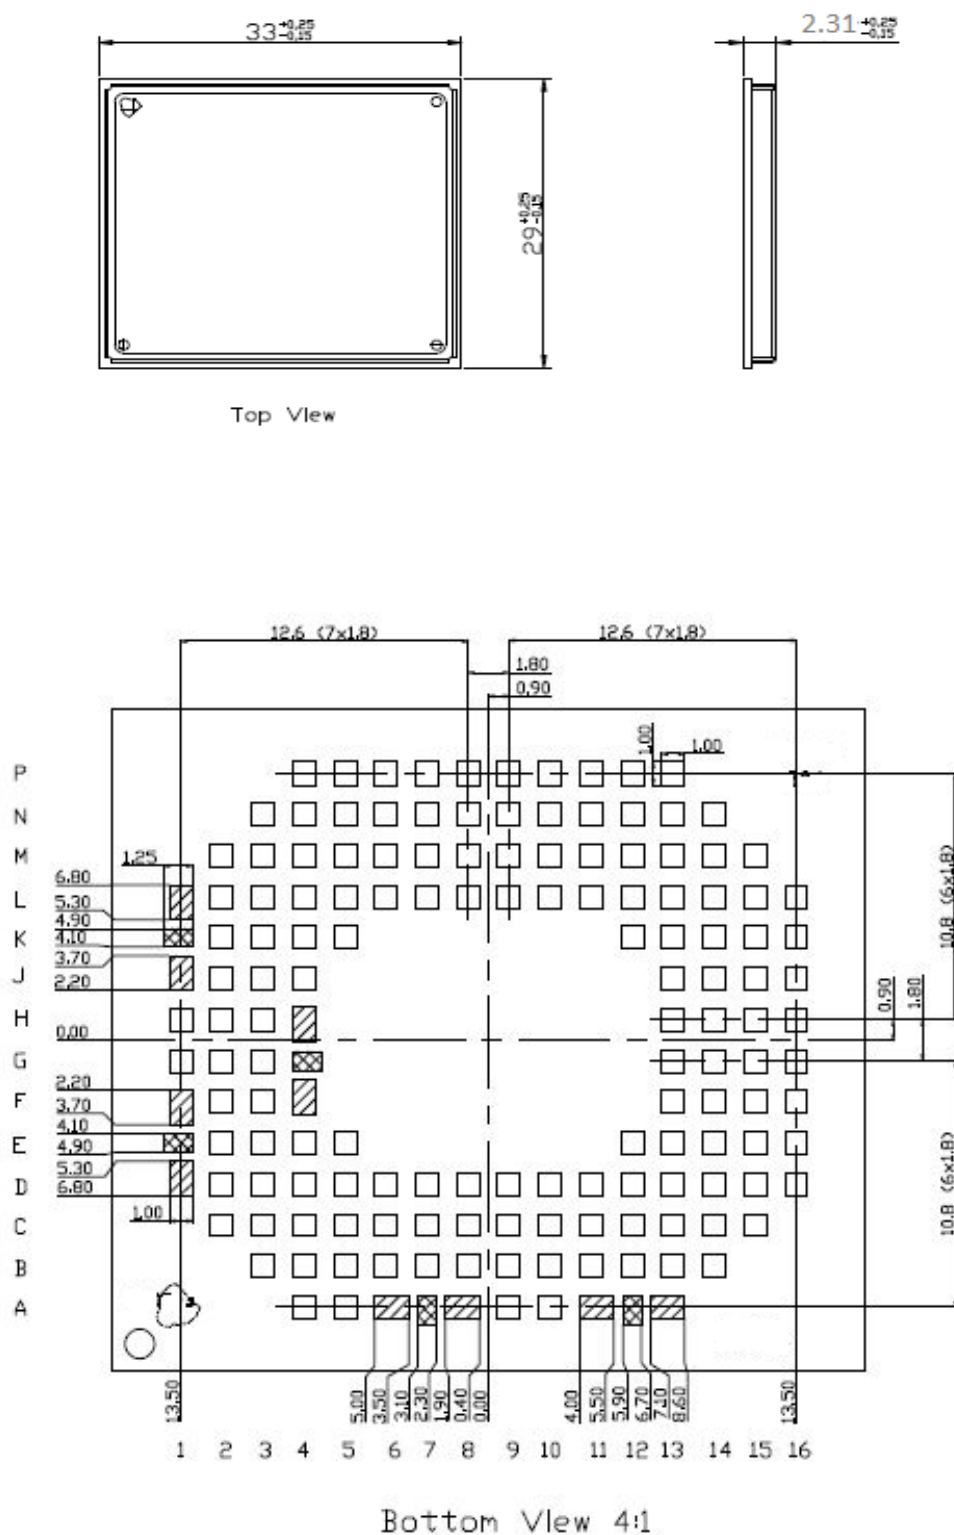 33 +0,25 -0,15
2.31 +0,25 -0,15
29 +0,25 -0,15
Top View
12,6 (7x1,8)
12,6 (7x1,8)
1,80
0,90
1,00
1,00
P
N
M
1,25
6,80
L
5,30
4,90
K
4,10
3,70
J
2,20
H
0,00
G
2,20
F
3,70
4,10
E
4,90
5,30
D
6,80
1,00
C
B
A
10,8 (6x1,8)
0,90
1,80
10,8 (6x1,8)
13,50
5,00
3,50
3,10
2,30
1,90
0,40
0,00
4,00
5,50
5,90
6,70
7,10
8,60
13,50
1 2 3 4 5 6 7 8 9 10 11 12 13 14 15 16
Bottom View 4:1